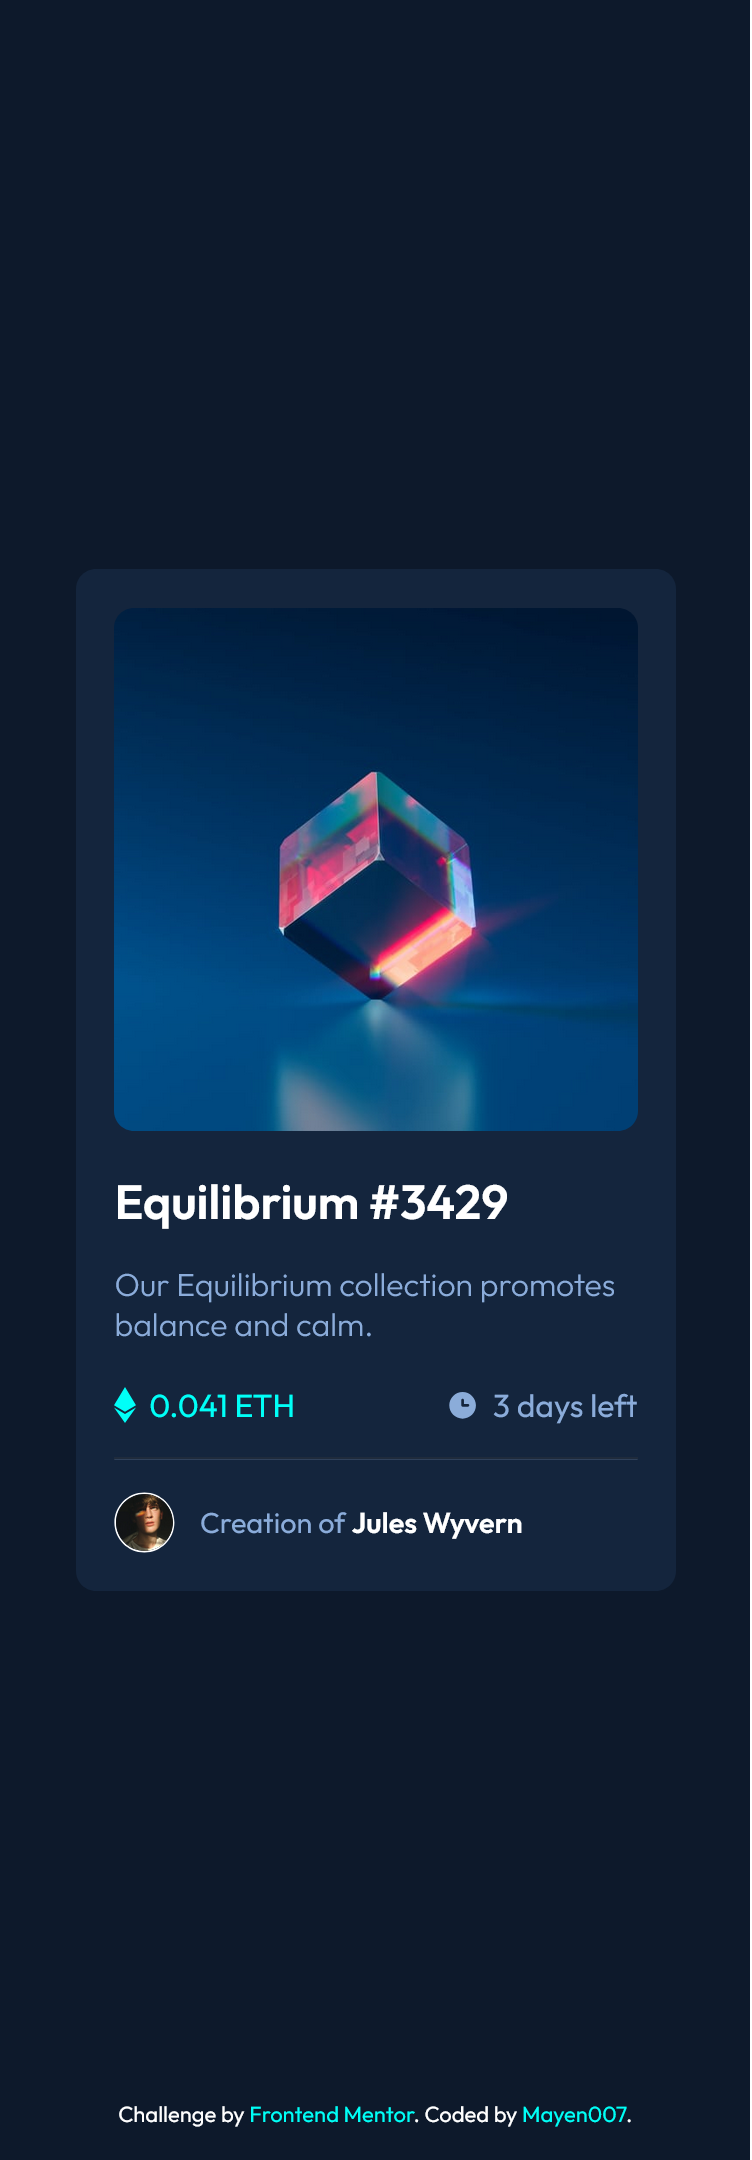 Equilibrium #3429
Our Equilibrium collection promotes
balance and calm.
0.041 ETH
3 days left
Creation of Jules Wyvern
Challenge by Frontend Mentor. Coded by Mayen007.